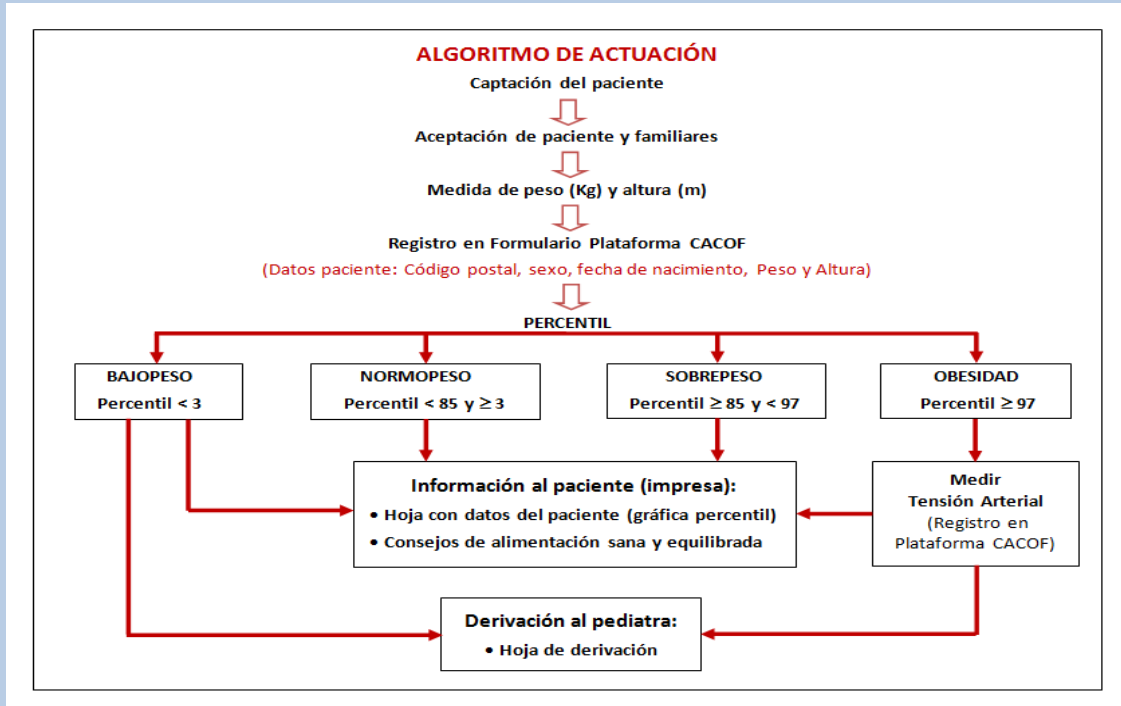 ALGORITMO DE ACTUACIÓN
Captación del paciente
Aceptación de paciente y familiares
Medida de peso (Kg) y altura (m)
Registro en Formulario Plataforma CACOF
(Datos paciente: Código postal, sexo, fecha de nacimiento, Peso y Altura)
PERCENTIL
BAJOPESO
Percentil < 3
NORMOPESO
Percentil < 85 y ≥ 3
SOBREPESO
Percentil ≥ 85 y < 97
OBESIDAD
Percentil ≥ 97
Información al paciente (impresa):
• Hoja con datos del paciente (gráfica percentil)
• Consejos de alimentación sana y equilibrada
Medir
Tensión Arterial
(Registro en
Plataforma CACOF)
Derivación al pediatra:
• Hoja de derivación